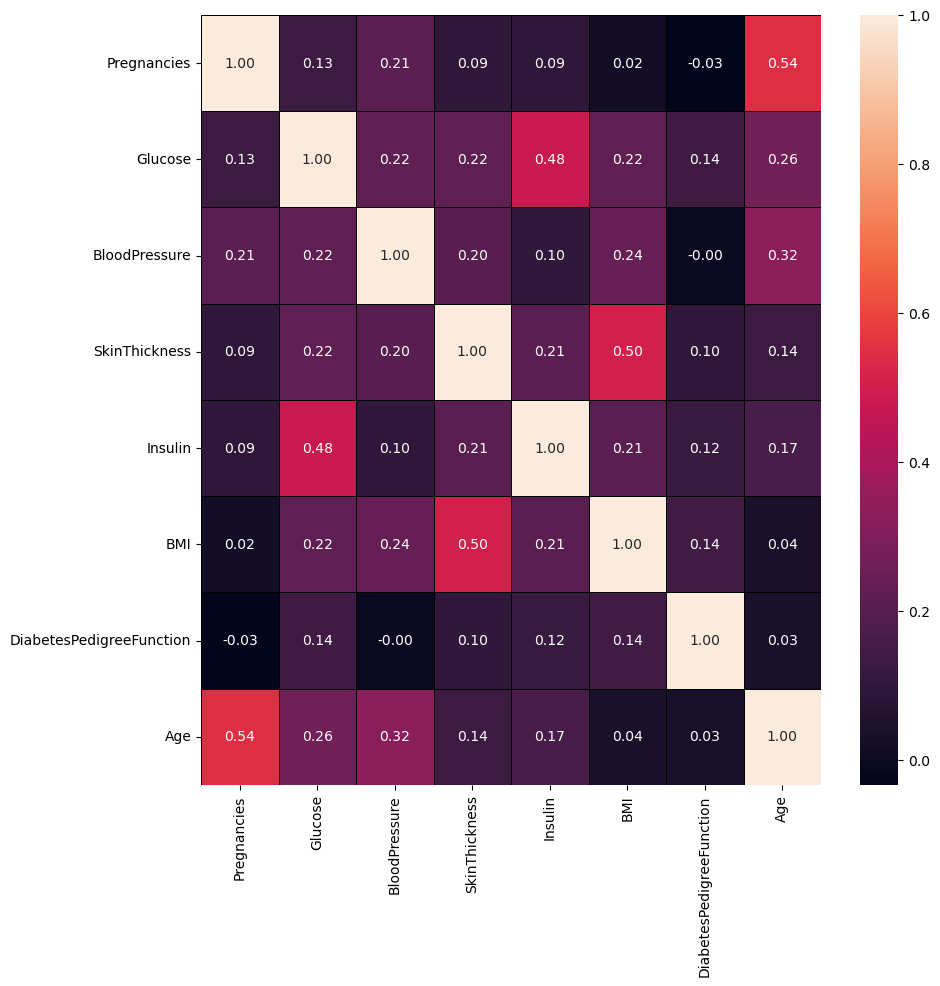 Pregnancies 1.00 0.13 0.21 0.09 0.09 0.02 -0.03 0.54
Glucose 0.13 1.00 0.22 0.22 0.48 0.22 0.14 0.26
BloodPressure 0.21 0.22 1.00 0.20 0.10 0.24 -0.00 0.32
SkinThickness 0.09 0.22 0.20 1.00 0.21 0.50 0.10 0.14
Insulin 0.09 0.48 0.10 0.21 1.00 0.21 0.12 0.17
BMI 0.02 0.22 0.24 0.50 0.21 1.00 0.14 0.04
DiabetesPedigreeFunction -0.03 0.14 -0.00 0.10 0.12 0.14 1.00 0.03
Age 0.54 0.26 0.32 0.14 0.17 0.04 0.03 1.00
Pregnancies
Glucose
BloodPressure
SkinThickness
Insulin
BMI
DiabetesPedigreeFunction
Age
1.0
0.8
0.6
0.4
0.2
0.0